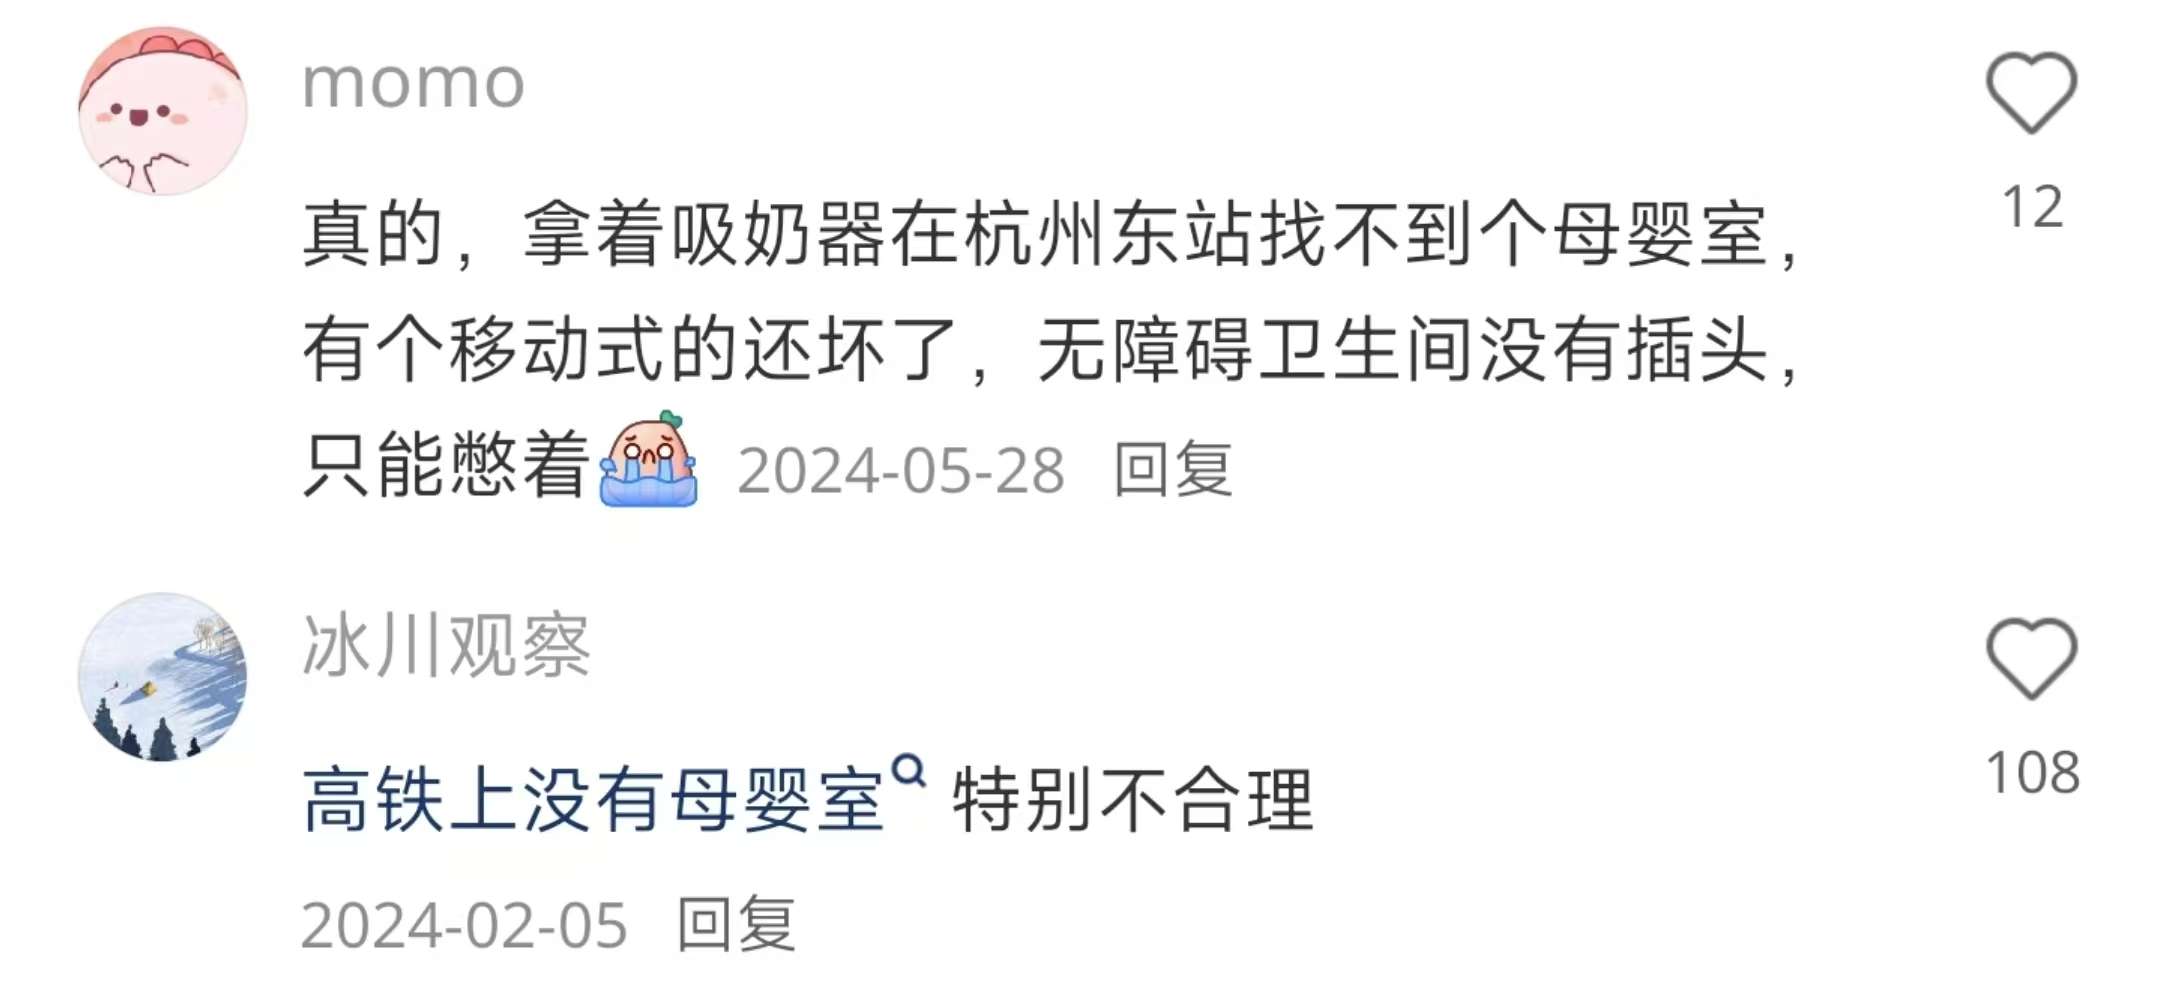 momo
真的，拿着吸奶器在杭州东站找不到个母婴室，
12
有个移动式的还坏了，无障碍卫生间没有插头，
只能憋着 2024-05-28 回复
冰川观察
高铁上没有母婴室 特别不合理
108
2024-02-05 回复